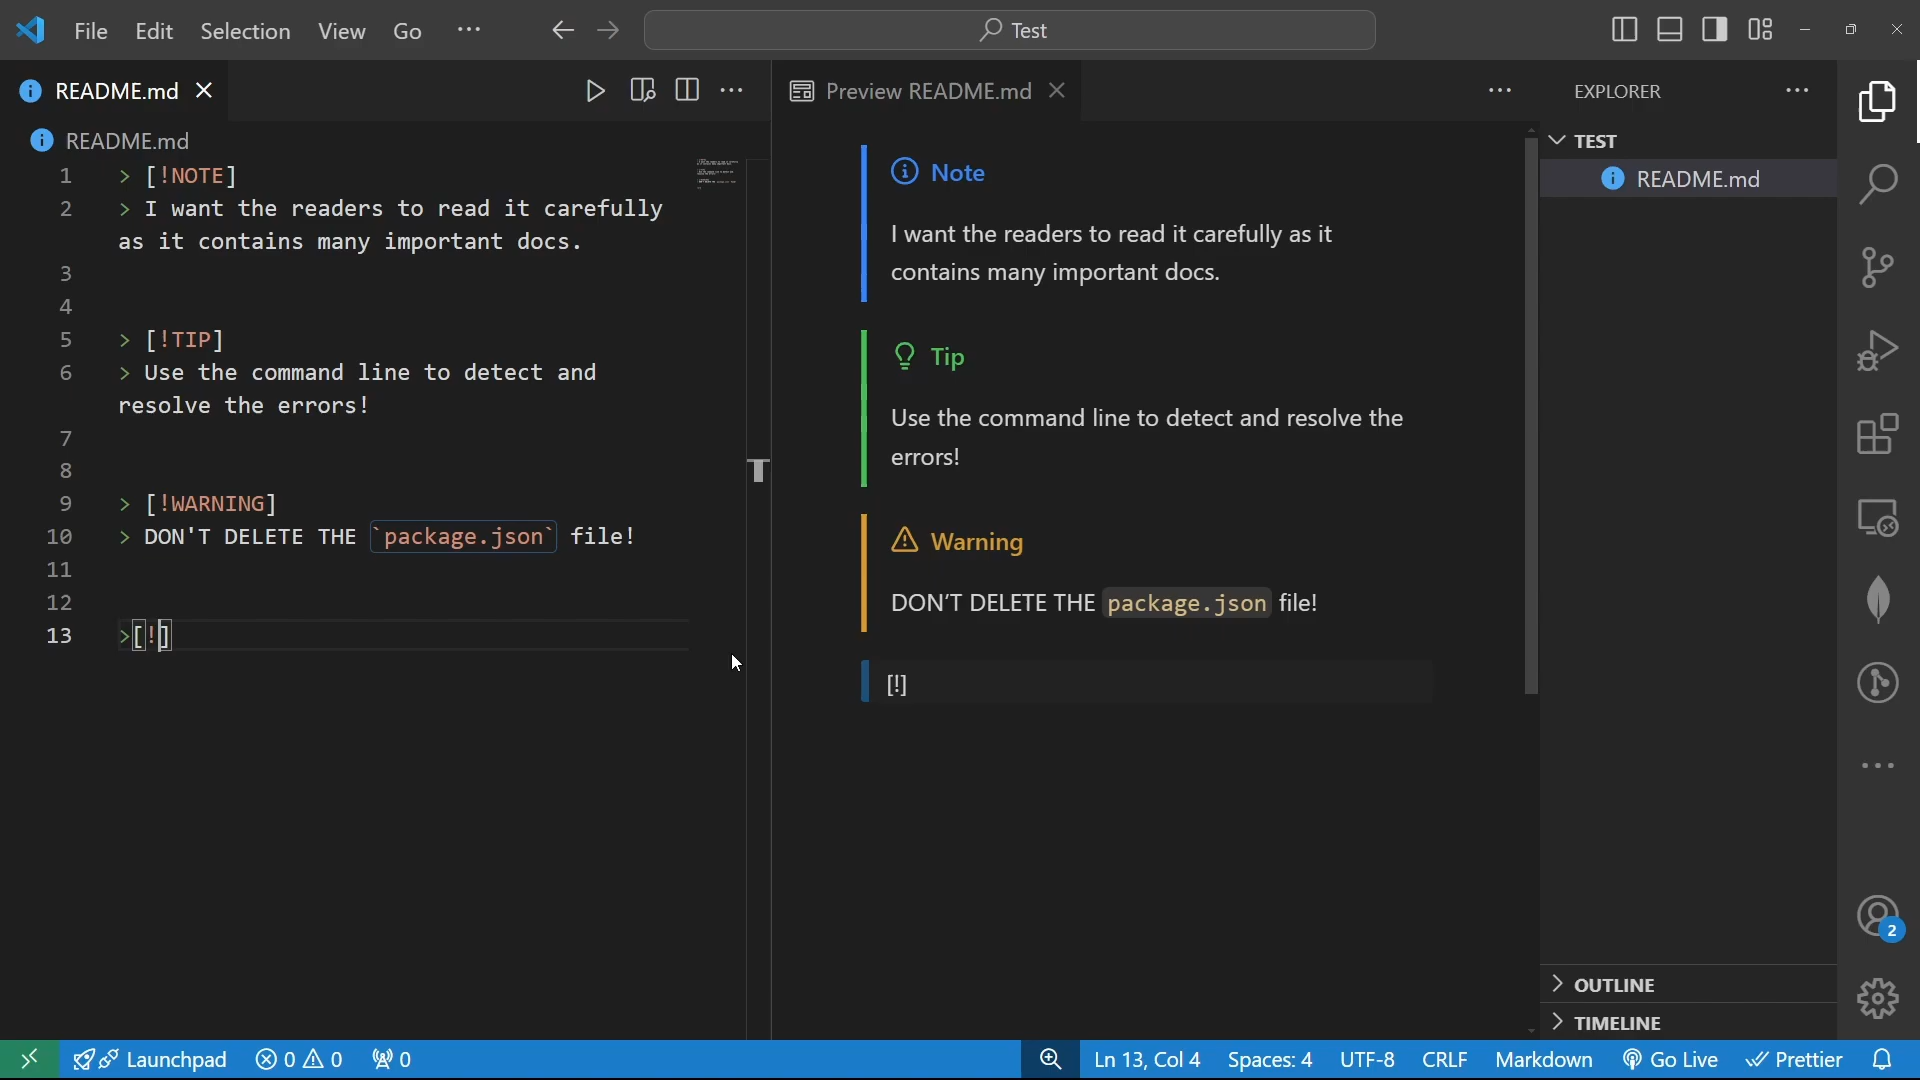 File Edit Selection View Go
Test
README.md
Preview README.md
EXPLORER
README.md
1 > [!NOTE]
2 > I want the readers to read it carefully
as it contains many important docs.
3
4
5 > [!TIP]
6 > Use the command line to detect and
resolve the errors!
7
8
9 > [!WARNING]
10 > DON'T DELETE THE `package.json` file!
11
12
13 >[!]
Note
I want the readers to read it carefully as it
contains many important docs.
Tip
Use the command line to detect and resolve the
errors!
Warning
DON’T DELETE THE package.json file!
[!]
TEST
README.md
2
OUTLINE
TIMELINE
Launchpad 0 0 0 Ln 13, Col 4 Spaces: 4 UTF-8 CRLF Markdown Go Live Prettier